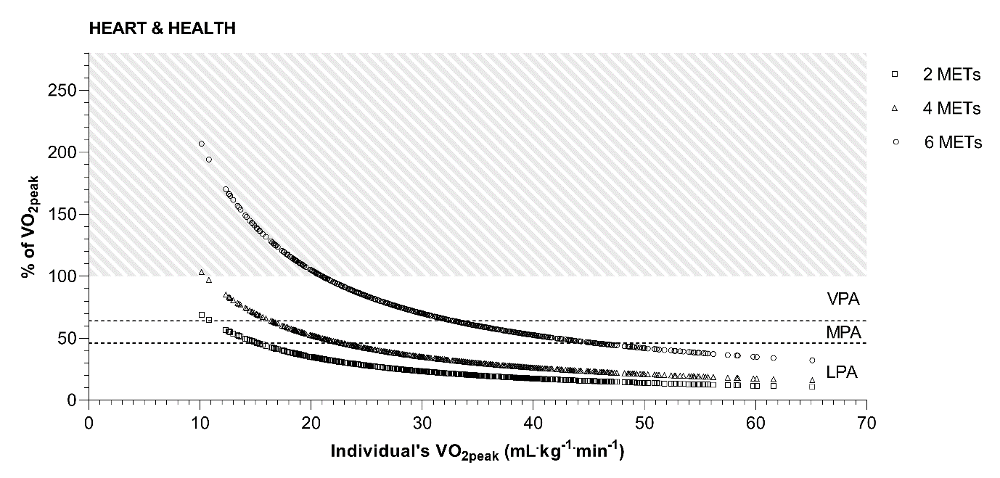 HEART & HEALTH
2 METs
4 METs
6 METs
% of VO2peak
250
200
150
100
50
0
VPA
MPA
LPA
0 10 20 30 40 50 60 70
Individual's VO2peak (mL·kg-1·min-1)